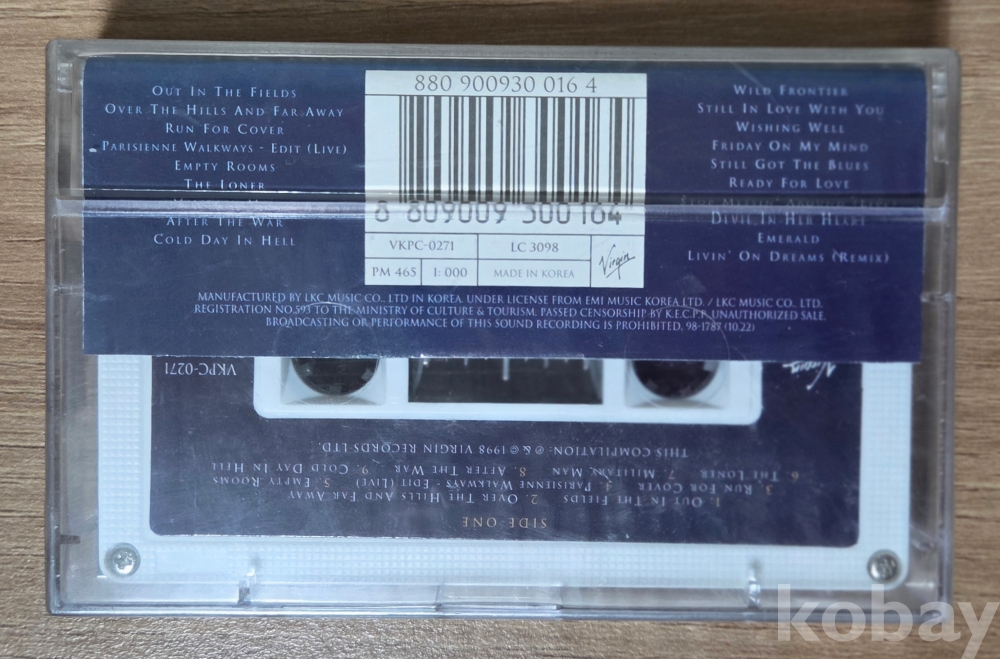 OUT IN THE FIELDS
OVER THE HILLS AND FAR AWAY
RUN FOR COVER
PARISIENNE WALKWAYS - EDIT (LIVE)
EMPTY ROOMS
THE LONER
AFTER THE WAR
COLD DAY IN HELL
880 900930 016 4
8 809009 300164
VKPC-0271
LC 3098
Virgin
PM 465
I: 000
MADE IN KOREA
WILD FRONTIER
STILL IN LOVE WITH YOU
WISHING WELL
FRIDAY ON MY MIND
STILL GOT THE BLUES
READY FOR LOVE
DEVIL IN HER HEART
EMERALD
LIVIN' ON DREAMS (REMIX)
MANUFACTURED BY LKC MUSIC CO., LTD IN KOREA. UNDER LICENSE FROM EMI MUSIC KOREA LTD. / LKC MUSIC CO. LTD.
REGISTRATION NO.593 TO THE MINISTRY OF CULTURE & TOURISM. PASSED CENSORSHIP BY K.E.C.P.P. UNAUTHORIZED SALE,
BROADCASTING OR PERFORMANCE OF THIS SOUND RECORDING IS PROHIBITED. 98-1787 (10.22)
VKPC-0271
Virgin
SIDE ONE
1. OUT IN THE FIELDS 2. OVER THE HILLS AND FAR AWAY
3. RUN FOR COVER 4. PARISIENNE WALKWAYS - EDIT (LIVE) 5. EMPTY ROOMS
6. THE LONER 7. MILITARY MAN 8. AFTER THE WAR 9. COLD DAY IN HELL
THIS COMPILATION: ℗ & © 1998 VIRGIN RECORDS LTD.
kobay